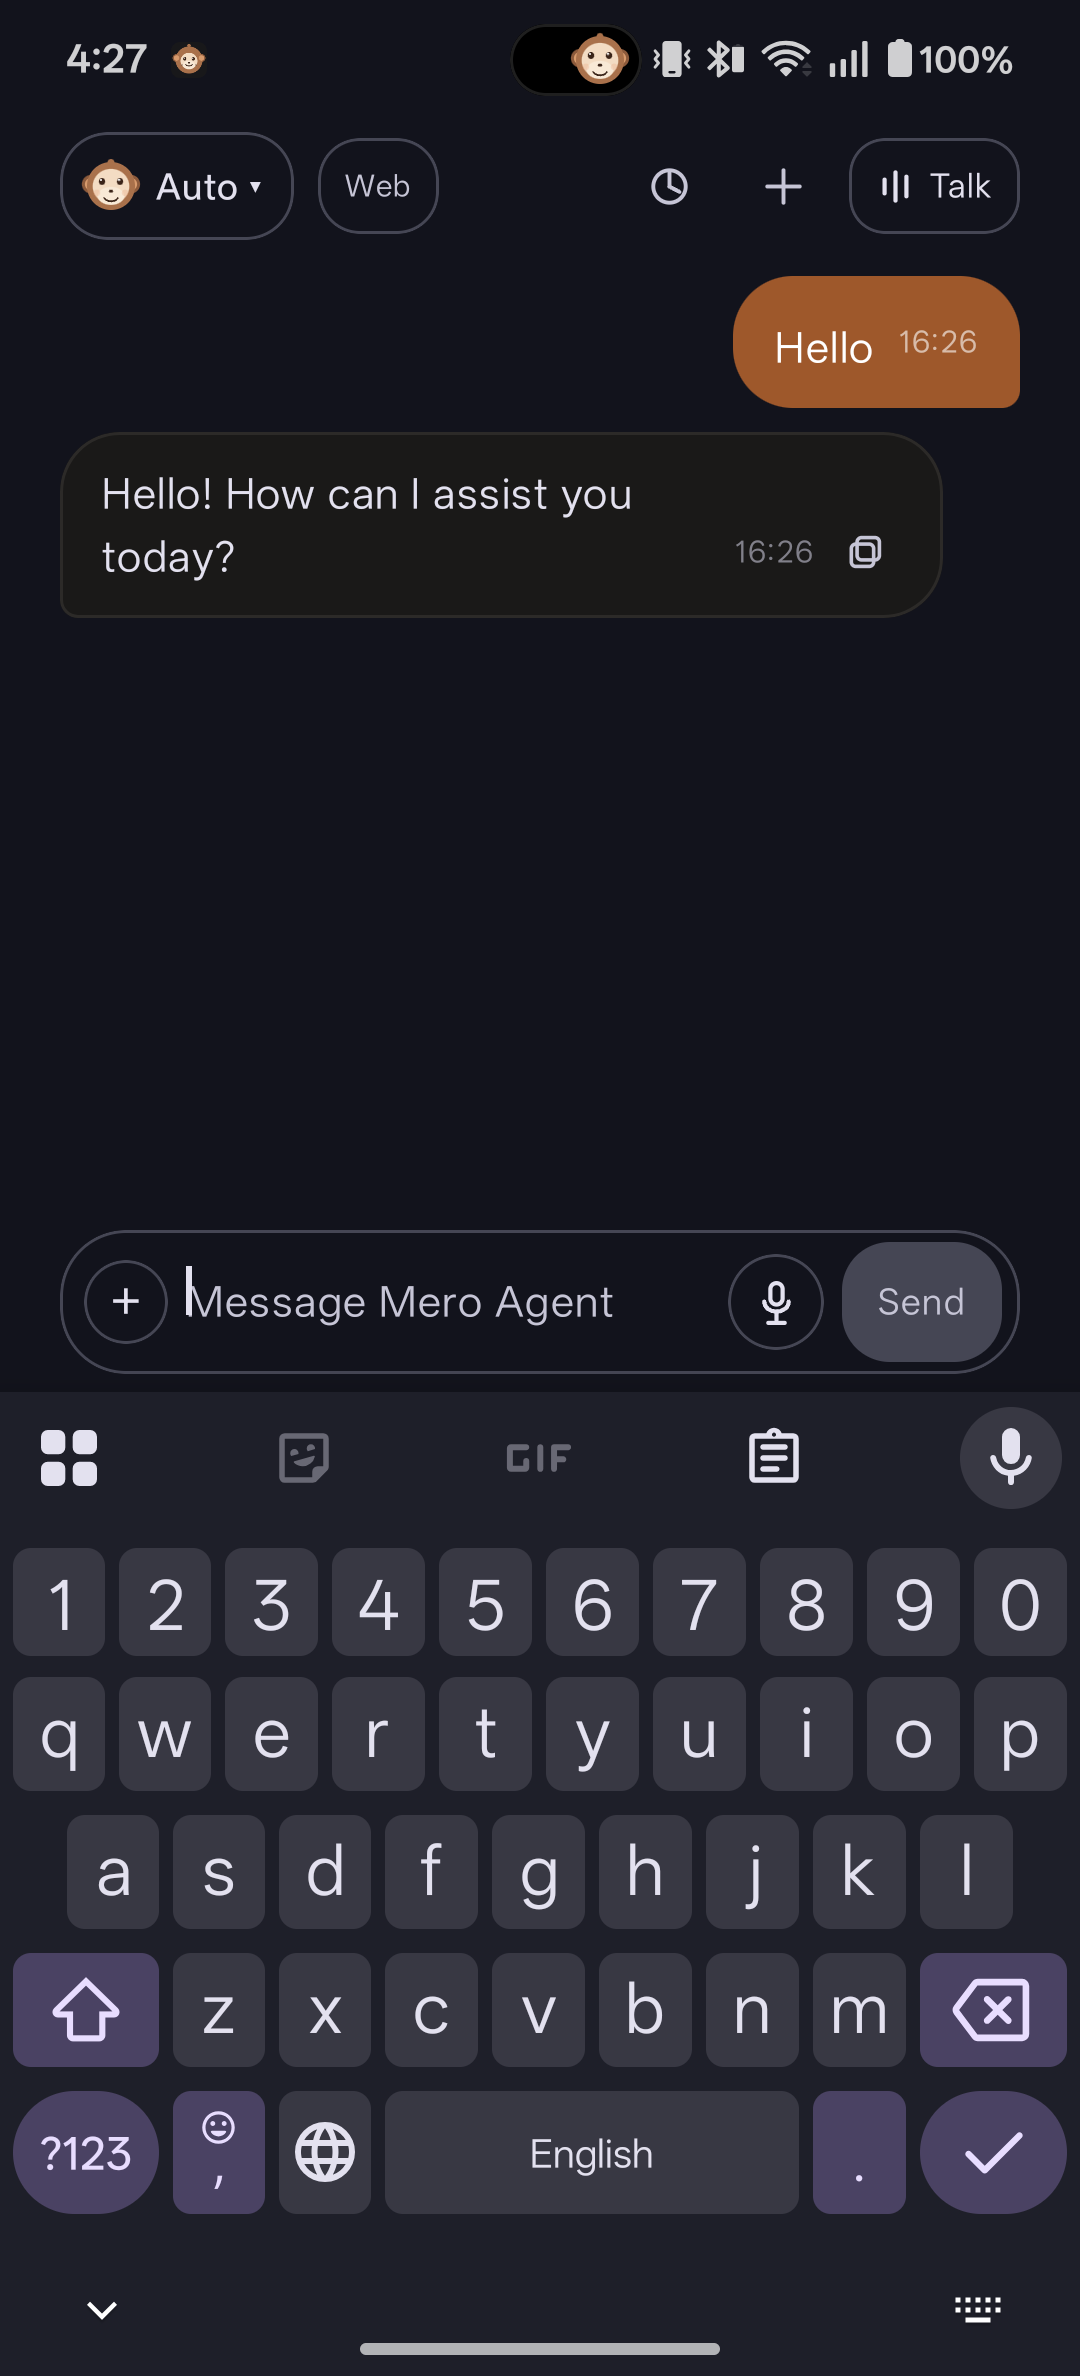 4:27
100%
Auto
Web
Talk
Hello 16:26
Hello! How can I assist you
today?
16:26
+ Message Mero Agent
Send
GIF
1 2 3 4 5 6 7 8 9 0
q w e r t y u i o p
a s d f g h j k l
z x c v b n m
?123 , English .